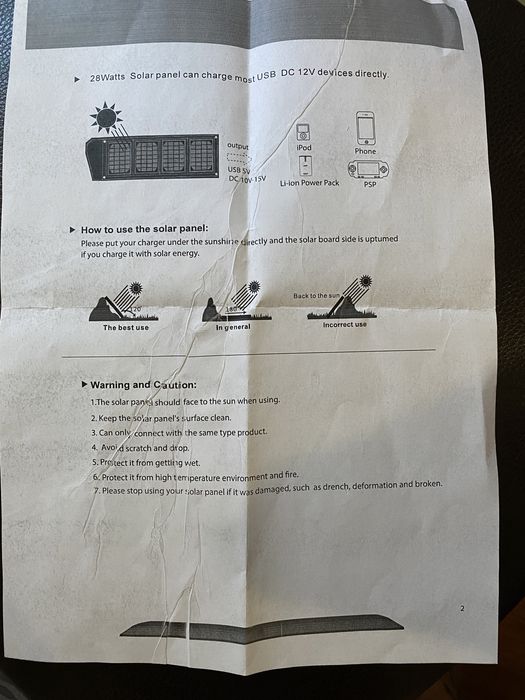 ▶ 28Watts Solar panel can charge most USB DC 12V devices directly.
output
USB 5V
DC 10V-15V
iPod
Phone
Li-ion Power Pack
PSP
▶ How to use the solar panel:
Please put your charger under the sunshine directly and the solar board side is upturned
if you charge it with solar energy.
120
180
Back to the sun
The best use
In general
Incorrect use
▶ Warning and Caution:
1.The solar panel should face to the sun when using.
2. Keep the solar panel's surface clean.
3. Can only connect with the same type product.
4. Avoid scratch and drop.
5. Protect it from getting wet.
6. Protect it from high temperature environment and fire.
7. Please stop using your solar panel if it was damaged, such as drench, deformation and broken.
2